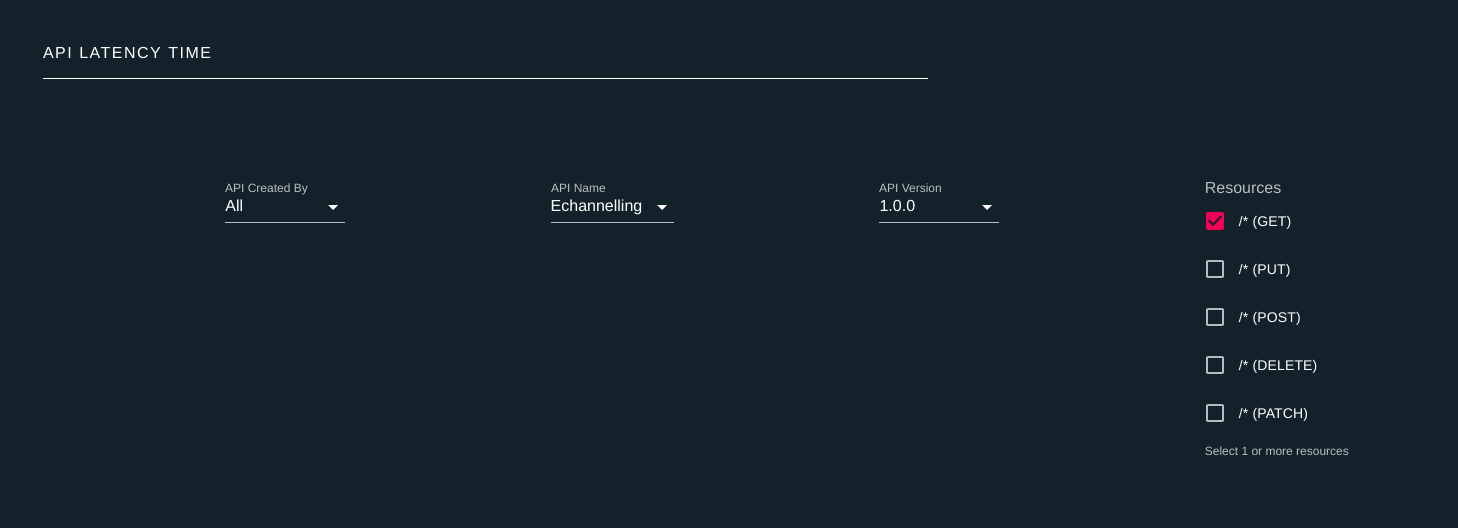 API LATENCY TIME
API Created By
All
API Name
Echannelling
API Version
1.0.0
Resources
/* (GET)
/* (PUT)
/* (POST)
/* (DELETE)
/* (PATCH)
Select 1 or more resources